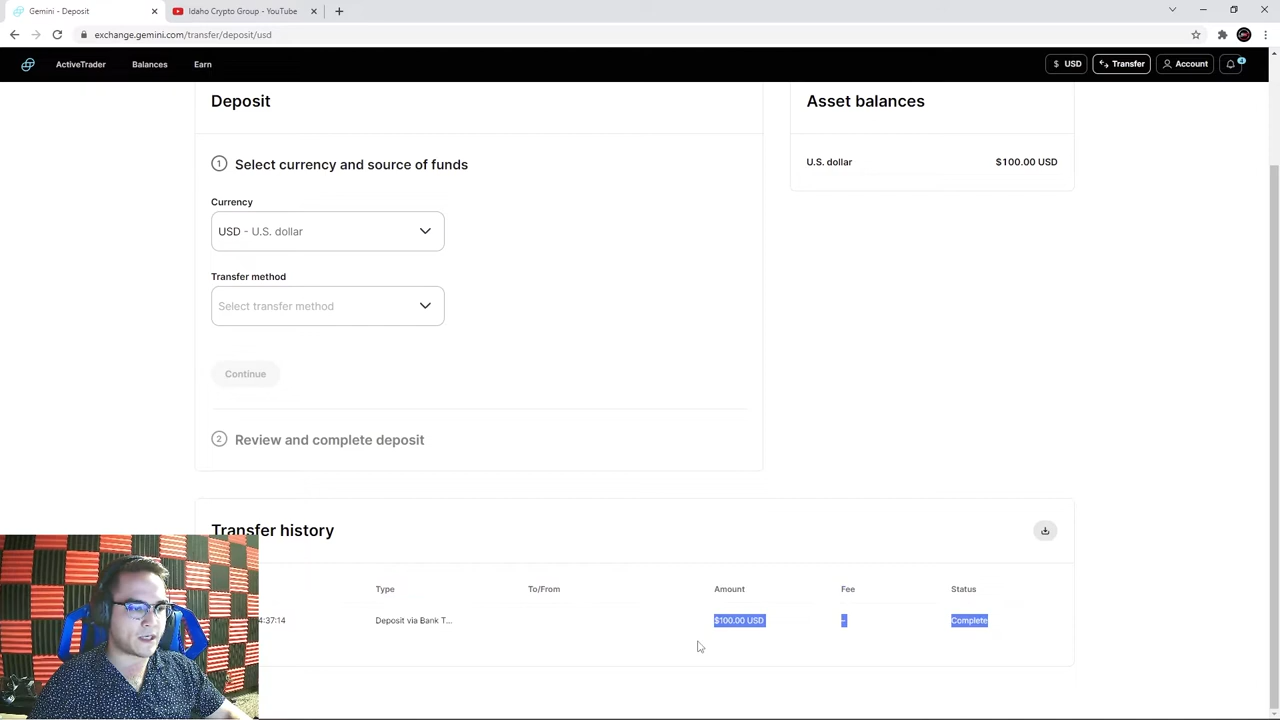 Gemini - Deposit
Idaho Crypto Group - YouTube
exchange.gemini.com/transfer/deposit/usd
ActiveTrader Balances Earn
$ USD Transfer Account
Deposit
1 Select currency and source of funds
Currency
USD - U.S. dollar
Transfer method
Select transfer method
Continue
2 Review and complete deposit
Asset balances
U.S. dollar $100.00 USD
Transfer history
Type To/From Amount Fee Status
4:37:14 Deposit via Bank T... $100.00 USD - Complete